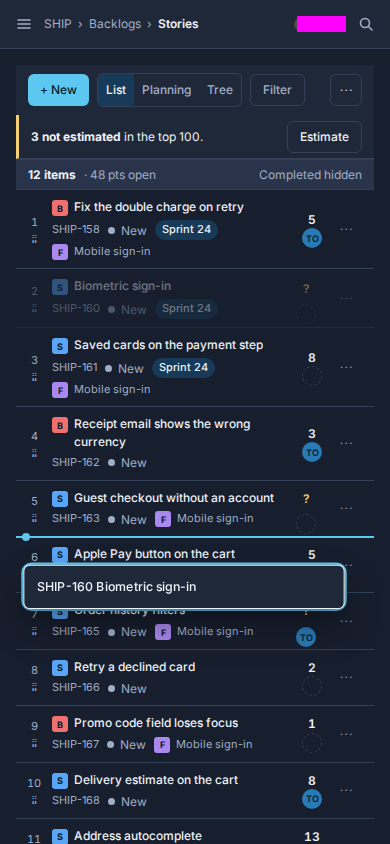 SHIP › Backlogs › Stories
+ New List Planning Tree Filter ...
3 not estimated in the top 100. Estimate
12 items · 48 pts open Completed hidden
1 B Fix the double charge on retry 5 ...
SHIP-158 New Sprint 24 TO
F Mobile sign-in
2 S Biometric sign-in ? ...
SHIP-160 New Sprint 24
3 S Saved cards on the payment step 8 ...
SHIP-161 New Sprint 24
F Mobile sign-in
4 B Receipt email shows the wrong currency 3 ...
SHIP-162 New TO
5 S Guest checkout without an account ? ...
SHIP-163 New F Mobile sign-in
6 S Apple Pay button on the cart 5
SHIP-160 Biometric sign-in
7 Order history filters ? ...
SHIP-165 New F Mobile sign-in TO
8 S Retry a declined card 2 ...
SHIP-166 New
9 B Promo code field loses focus 1 ...
SHIP-167 New F Mobile sign-in
10 S Delivery estimate on the cart 8 ...
SHIP-168 New TO
11 S Address autocomplete 13